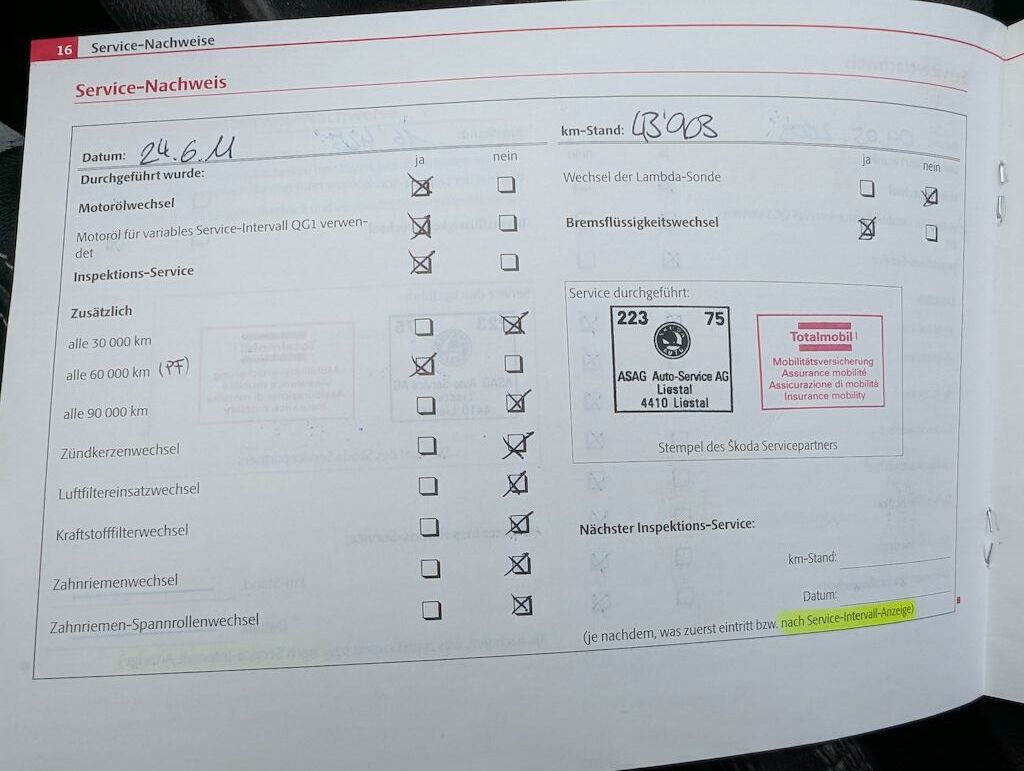 16 Service-Nachweise
Service-Nachweis
Datum: 24.6.11
km-Stand: 43'903
ja nein
Durchgeführt wurde:
Motorölwechsel
Motoröl für variables Service-Intervall QG1 verwen-
det
Inspektions-Service
Zusätzlich
alle 30 000 km
alle 60 000 km (PF)
alle 90 000 km
Zündkerzenwechsel
Luftfiltereinsatzwechsel
Kraftstofffilterwechsel
Zahnriemenwechsel
Zahnriemen-Spannrollenwechsel
ja nein
Wechsel der Lambda-Sonde
Bremsflüssigkeitswechsel
Service durchgeführt:
223 75
ASAG Auto-Service AG
Liestal
4410 Liestal
Totalmobil!
Mobilitätsversicherung
Assurance mobilité
Assicurazione di mobilità
Insurance mobility
Stempel des Škoda Servicepartners
Nächster Inspektions-Service:
km-Stand:
Datum:
(je nachdem, was zuerst eintritt bzw. nach Service-Intervall-Anzeige)